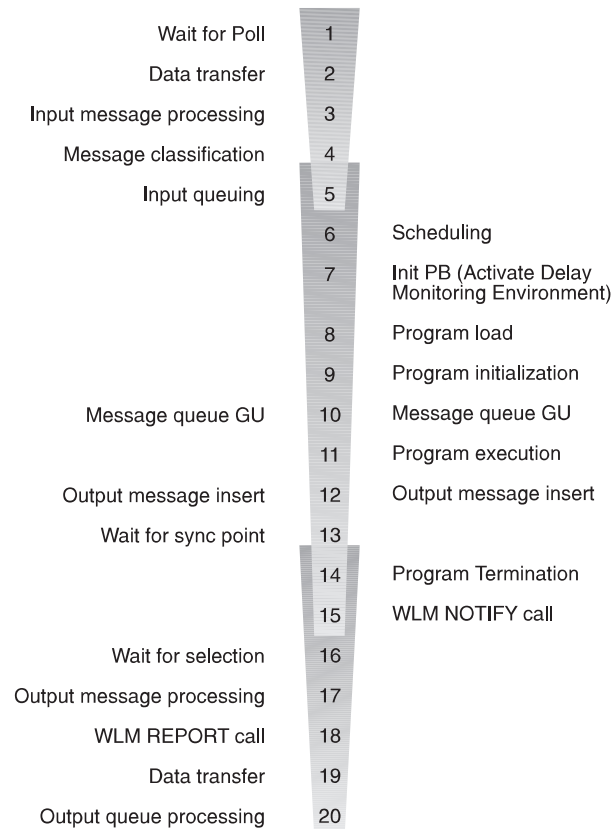 Wait for Poll 1
Data transfer 2
Input message processing 3
Message classification 4
Input queuing 5
6 Scheduling
7 Init PB (Activate Delay
Monitoring Environment)
8 Program load
9 Program initialization
Message queue GU 10 Message queue GU
11 Program execution
Output message insert 12 Output message insert
Wait for sync point 13
14 Program Termination
15 WLM NOTIFY call
Wait for selection 16
Output message processing 17
WLM REPORT call 18
Data transfer 19
Output queue processing 20